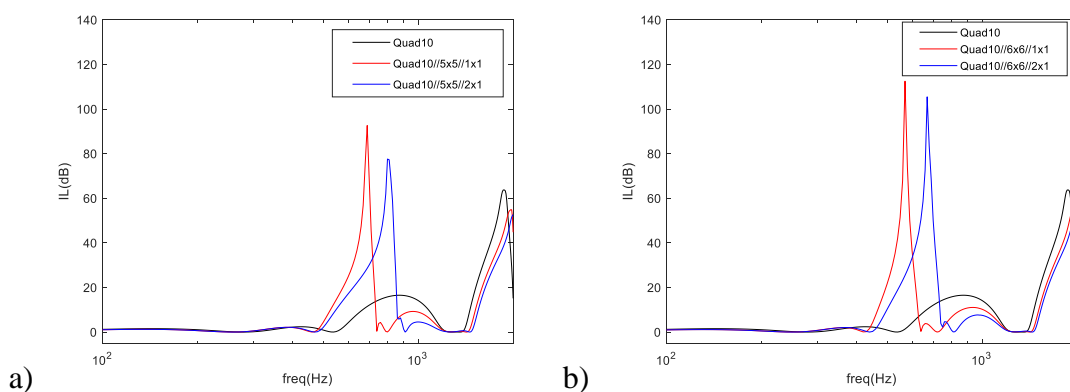 140
120
100
80
60
40
20
0
IL(dB)
Quad10
Quad10//5x5//1x1
Quad10//5x5//2x1
10^2
10^3
freq(Hz)
a)
140
120
100
80
60
40
20
0
IL(dB)
Quad10
Quad10//6x6//1x1
Quad10//6x6//2x1
10^2
10^3
freq(Hz)
b)